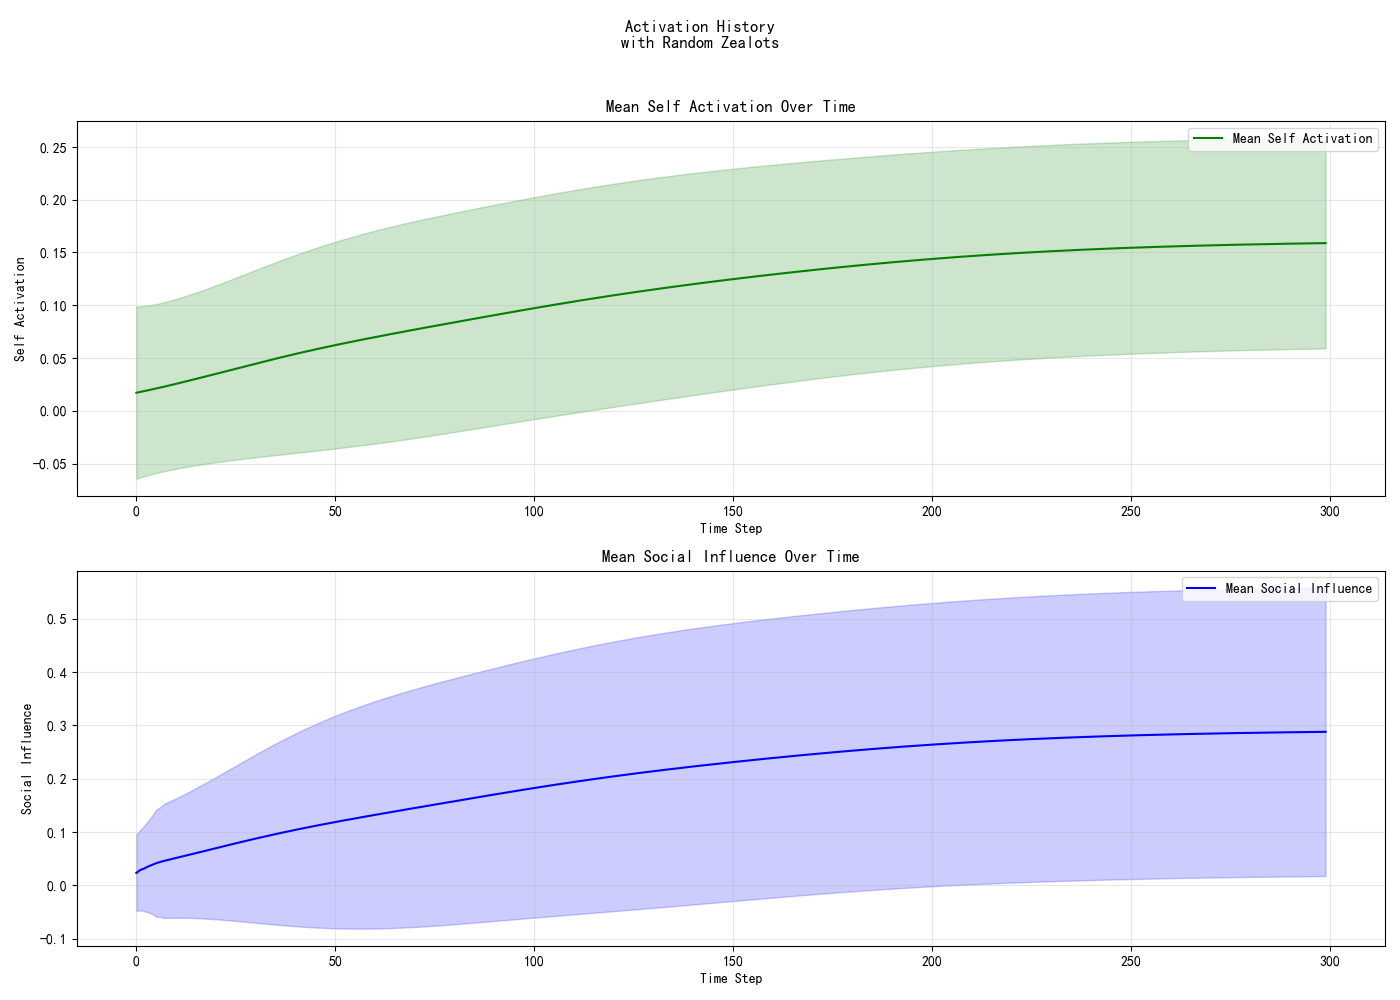 Activation History
with Random Zealots
Mean Self Activation Over Time
Mean Self Activation
Self Activation
0.25
0.20
0.15
0.10
0.05
0.00
−0.05
0 50 100 150 200 250 300
Time Step
Mean Social Influence Over Time
Mean Social Influence
Social Influence
0.5
0.4
0.3
0.2
0.1
0.0
−0.1
0 50 100 150 200 250 300
Time Step